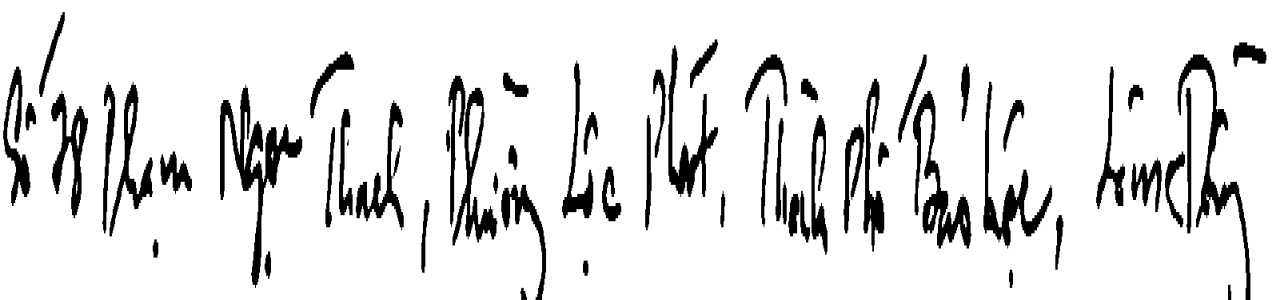 Số 78 Phạm Ngọc Thạch, Phường Lộc Phát, Thành Phố Bảo Lộc, Lâm Đồng